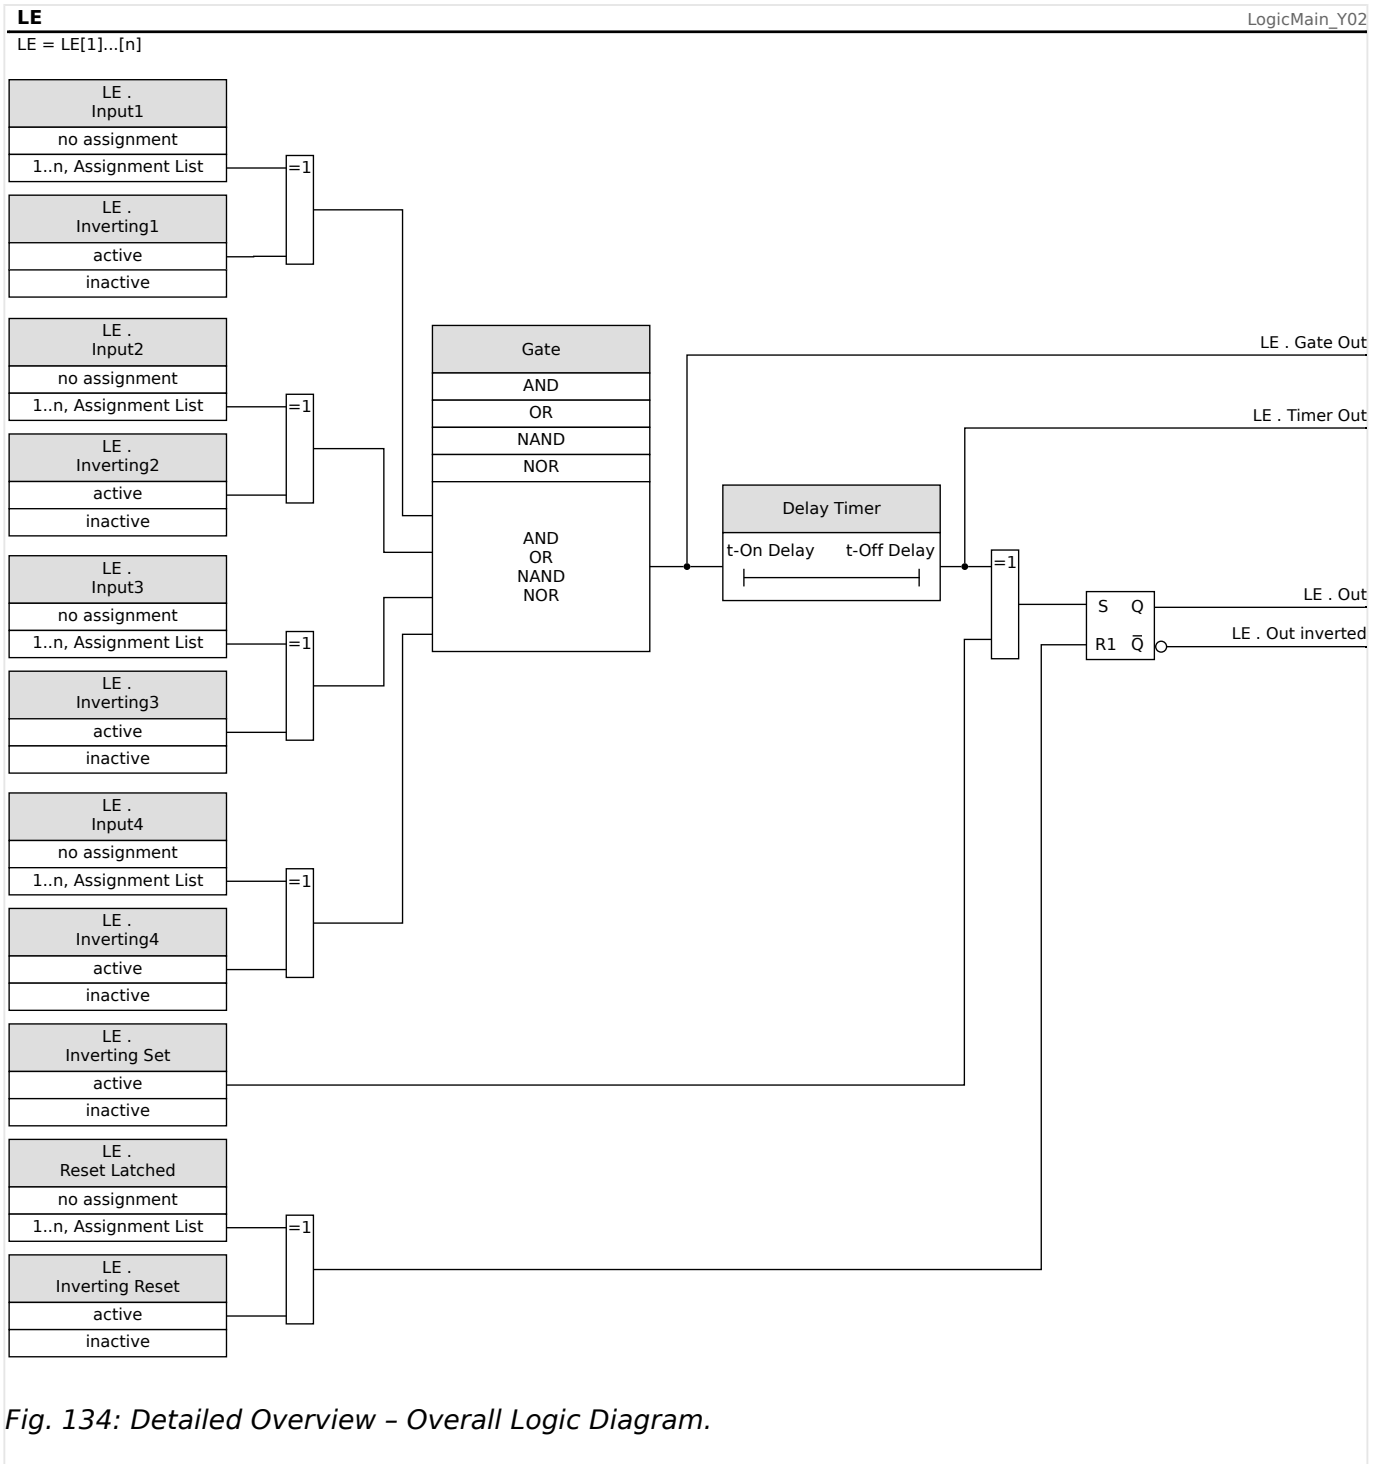 LE
LogicMain_Y02
LE = LE[1]...[n]
LE .
Input1
no assignment
1..n, Assignment List
=1
LE .
Inverting1
active
inactive
LE .
Input2
no assignment
1..n, Assignment List
=1
LE .
Inverting2
active
inactive
LE .
Input3
no assignment
1..n, Assignment List
=1
LE .
Inverting3
active
inactive
LE .
Input4
no assignment
1..n, Assignment List
=1
LE .
Inverting4
active
inactive
LE .
Inverting Set
active
inactive
LE .
Reset Latched
no assignment
1..n, Assignment List
=1
LE .
Inverting Reset
active
inactive
Gate
AND
OR
NAND
NOR
AND
OR
NAND
NOR
Delay Timer
t-On Delay t-Off Delay
=1
S Q
R1 Q̅
LE . Gate Out
LE . Timer Out
LE . Out
LE . Out inverted
Fig. 134: Detailed Overview – Overall Logic Diagram.